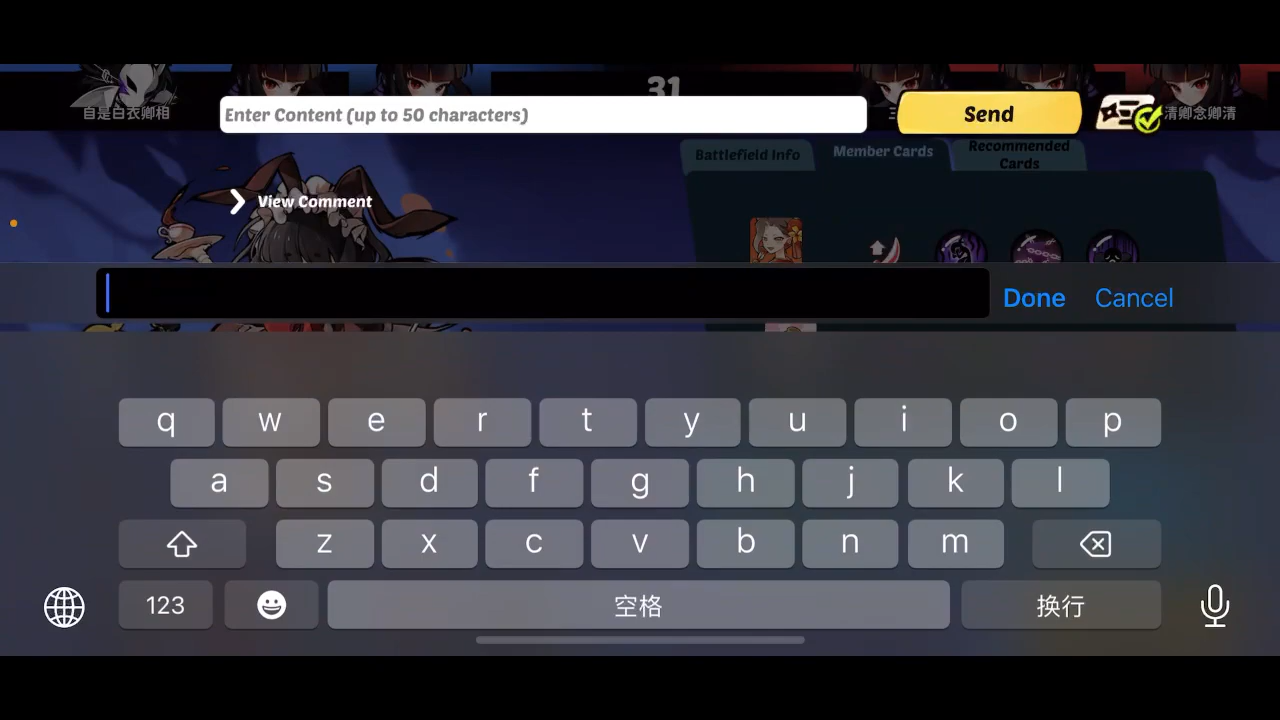 31
自是白衣卿相
清卿念卿清
Enter Content (up to 50 characters)
Send
Battlefield Info
Member Cards
Recommended
Cards
View Comment
Done
Cancel
q w e r t y u i o p
a s d f g h j k l
z x c v b n m
123
空格
换行